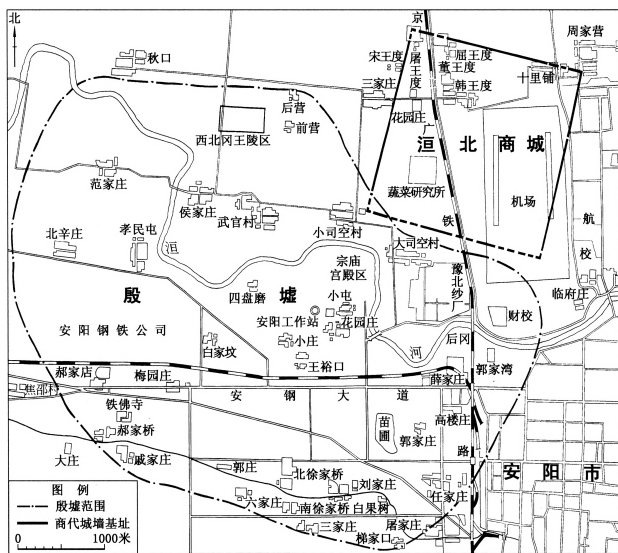 北
京
周家营
秋口
宋王度
屠王度
屈王度
董王度
韩王度
十里铺
三家庄
后营
前营
西北冈王陵区
花园庄
广
洹北商城
范家庄
蔬菜研究所
机场
侯家庄
武官村
小司空村
铁
航校
北辛庄
孝民屯
洹
大司空村
宗庙
宫殿区
豫北纱厂
临府庄
殷墟
四盘磨
小屯
安阳钢铁公司
安阳工作站
花园庄
财校
白家坟
小庄
后冈
王裕口
河
郭家湾
郝家店
梅园庄
薛家庄
焦邵村
安钢大道
铁佛寺
苗圃
高楼庄
郝家桥
郭家庄
路
大庄
戚家庄
郭庄
北徐家桥
安阳市
刘家庄
任家庄
六家庄
南徐家桥
白果树
三家庄
屠家庄
梯家口
图例
殷墟范围
商代城墙基址
0
1000米